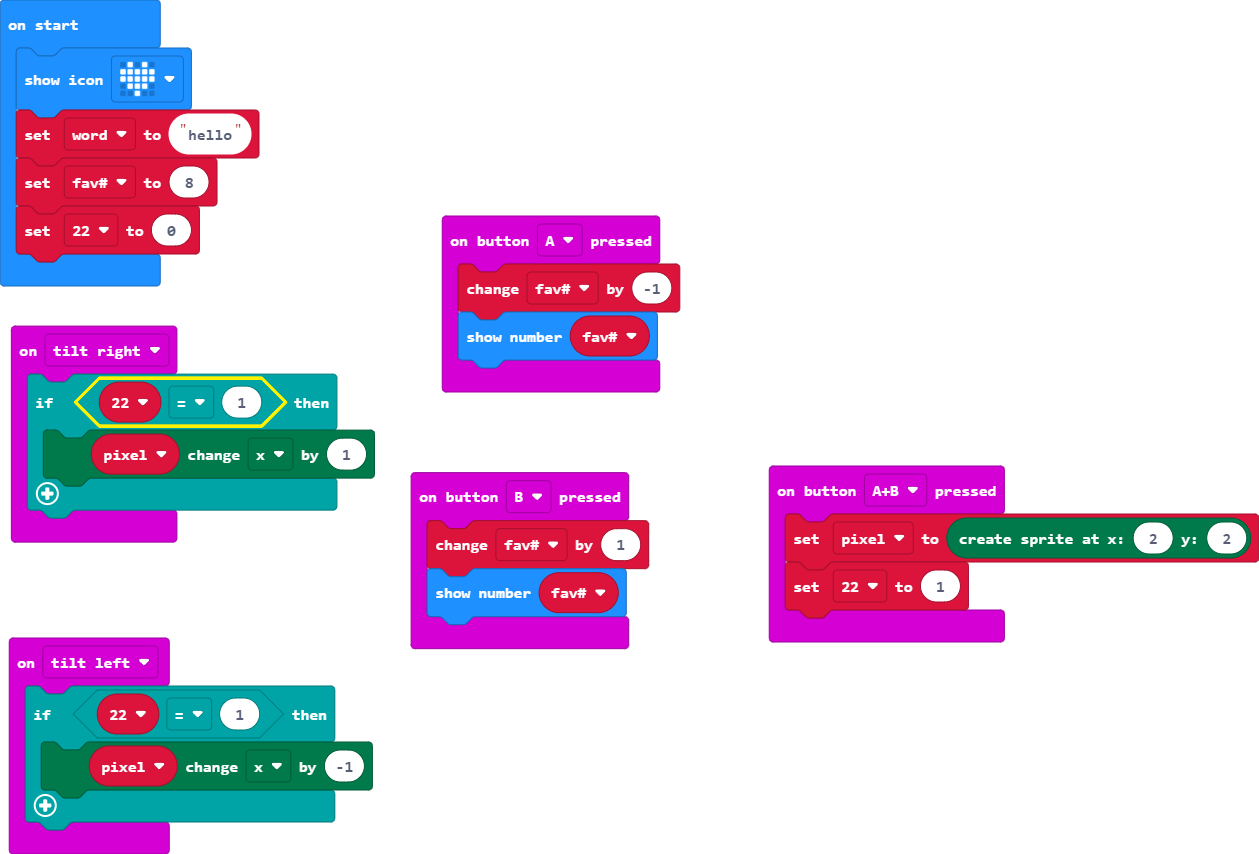 on start
show icon
set word to "hello"
set fav# to 8
set 22 to 0
on tilt right
if 22 = 1 then
pixel change x by 1
on tilt left
if 22 = 1 then
pixel change x by -1
on button A pressed
change fav# by -1
show number fav#
on button B pressed
change fav# by 1
show number fav#
on button A+B pressed
set pixel to create sprite at x: 2 y: 2
set 22 to 1